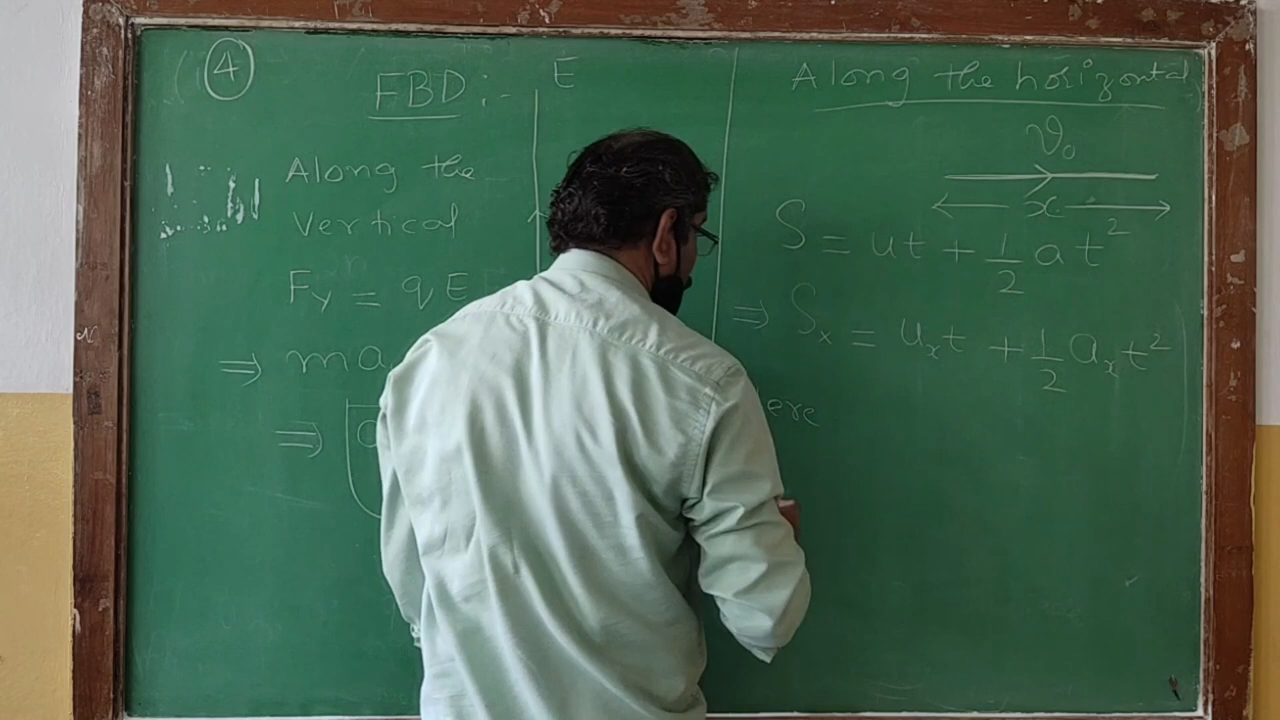 ④
FBD :-
E
Along the
Vertical
Fy = qE
⇒ ma
⇒
Along the horizontal,
v₀
x
S = ut + 1/2 at²
⇒ Sₓ = uₓt + 1/2 aₓt²